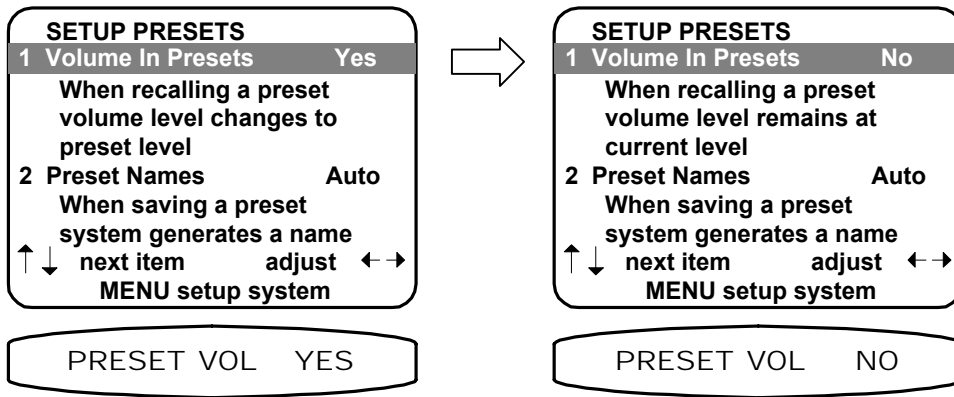 SETUP PRESETS
1 Volume In Presets Yes
When recalling a preset
volume level changes to
preset level
2 Preset Names Auto
When saving a preset
system generates a name
↑↓ next item adjust ←→
MENU setup system
PRESET VOL YES
SETUP PRESETS
1 Volume In Presets No
When recalling a preset
volume level remains at
current level
2 Preset Names Auto
When saving a preset
system generates a name
↑↓ next item adjust ←→
MENU setup system
PRESET VOL NO